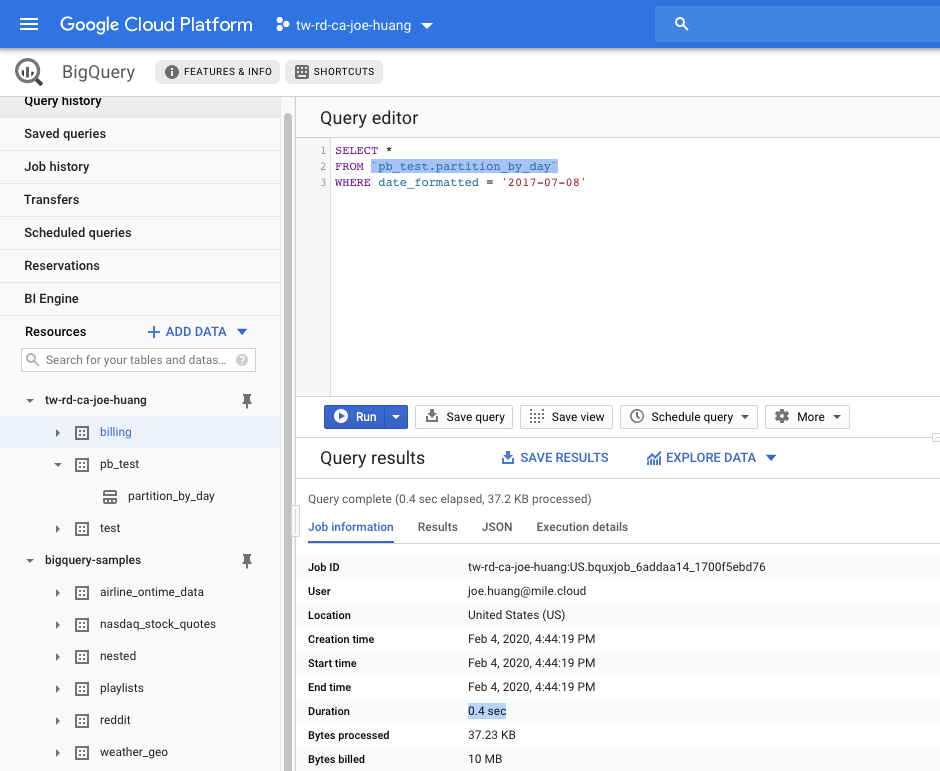 Google Cloud Platform tw-rd-ca-joe-huang
BigQuery FEATURES & INFO SHORTCUTS
Query history
Saved queries
Job history
Transfers
Scheduled queries
Reservations
BI Engine
Resources ADD DATA
Search for your tables and datas... ?
tw-rd-ca-joe-huang
billing
pb_test
partition_by_day
test
bigquery-samples
airline_ontime_data
nasdaq_stock_quotes
nested
playlists
reddit
weather_geo
Query editor
1 SELECT *
2 FROM `pb_test.partition_by_day`
3 WHERE date_formatted = '2017-07-08'
Run Save query Save view Schedule query More
Query results SAVE RESULTS EXPLORE DATA
Query complete (0.4 sec elapsed, 37.2 KB processed)
Job information Results JSON Execution details
Job ID tw-rd-ca-joe-huang:US.bquxjob_6addaa14_1700f5ebd76
User joe.huang@mile.cloud
Location United States (US)
Creation time Feb 4, 2020, 4:44:19 PM
Start time Feb 4, 2020, 4:44:19 PM
End time Feb 4, 2020, 4:44:19 PM
Duration 0.4 sec
Bytes processed 37.23 KB
Bytes billed 10 MB